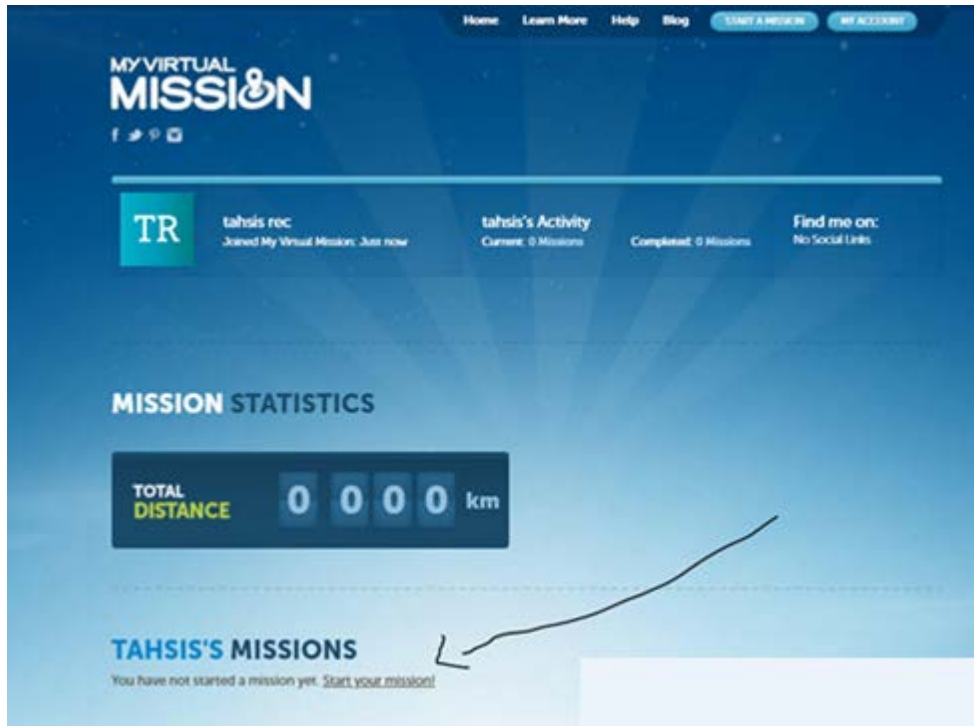 Home Learn More Help Blog START A MISSION MY ACCOUNT
MY VIRTUAL
MISSION
TR
tahsis rec
Joined My Virtual Mission: Just now
tahsis's Activity
Current: 0 Missions Completed: 0 Missions
Find me on:
No Social Links
MISSION STATISTICS
TOTAL
DISTANCE
0 0 0 0 km
TAHSIS'S MISSIONS
You have not started a mission yet. Start your mission!